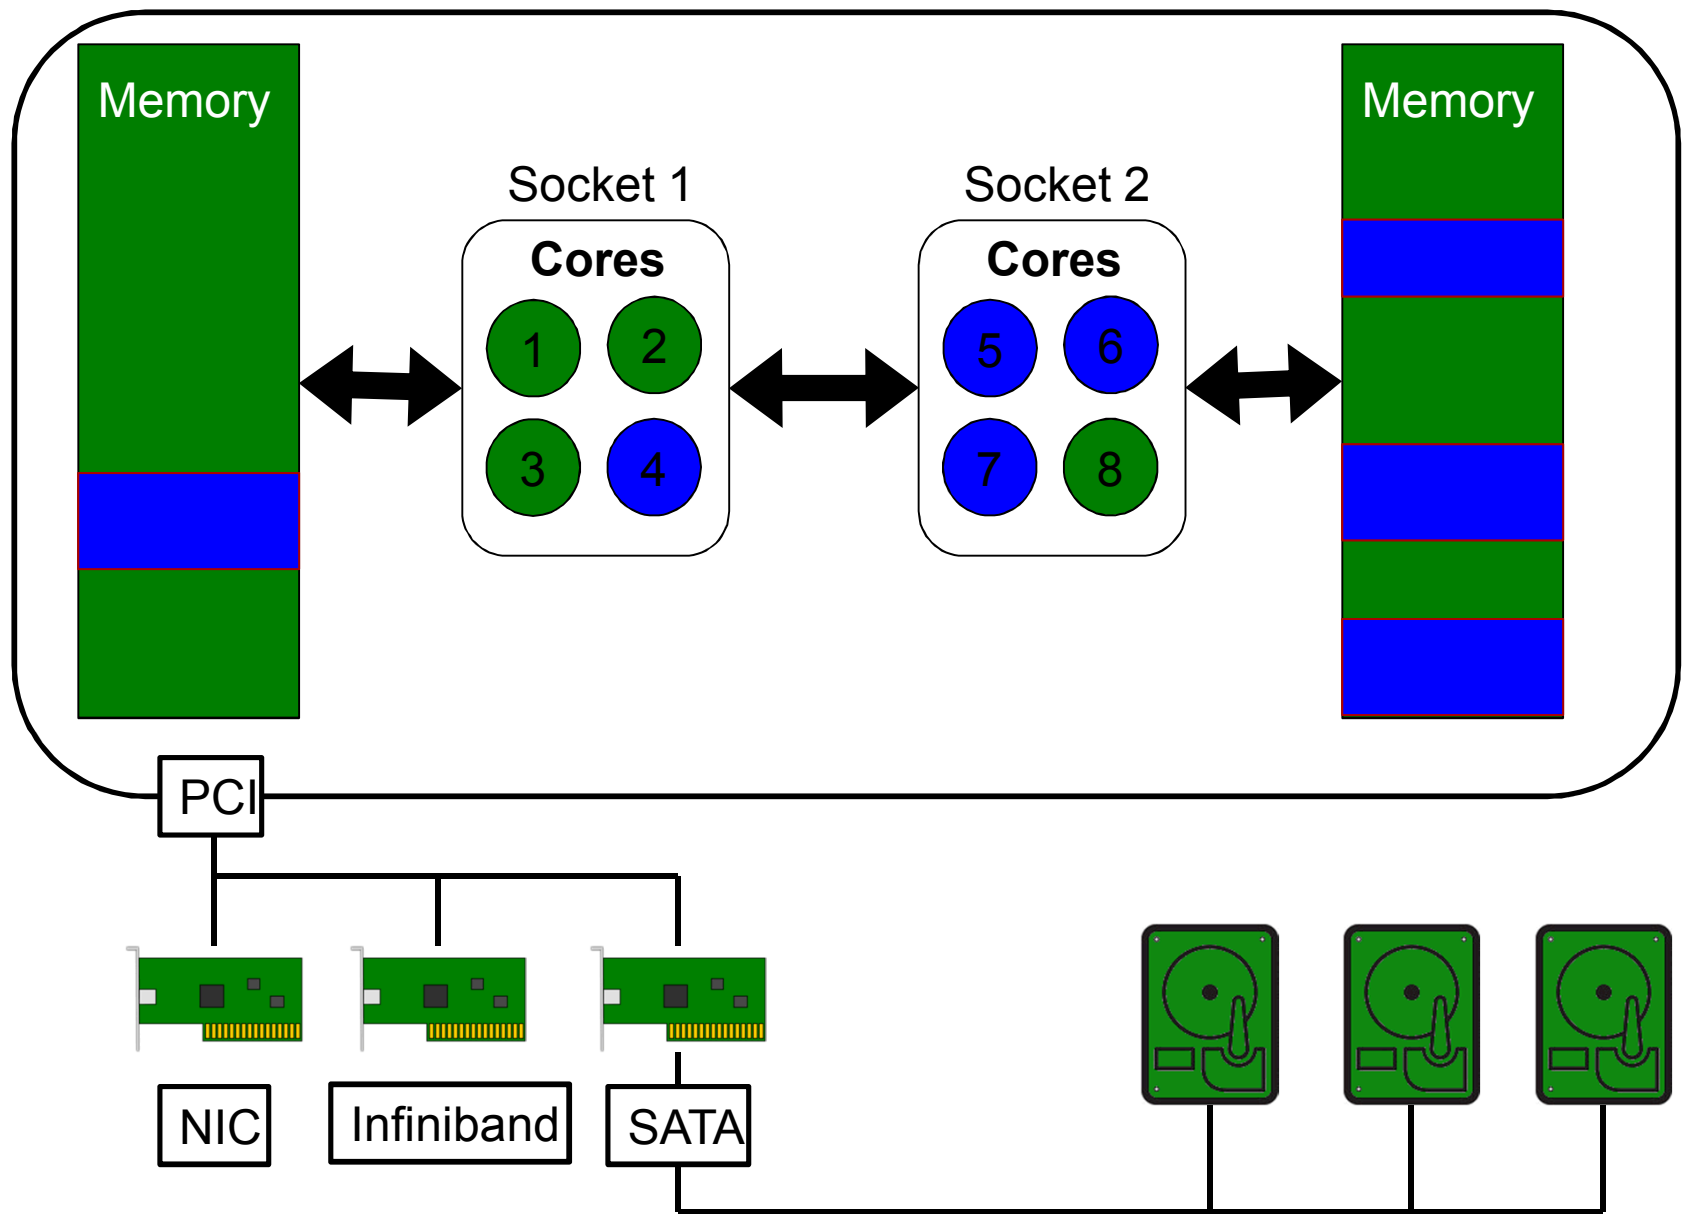 Memory
Memory
Socket 1
Socket 2
Cores
Cores
1 2
5 6
3 4
7 8
PCI
NIC
Infiniband
SATA